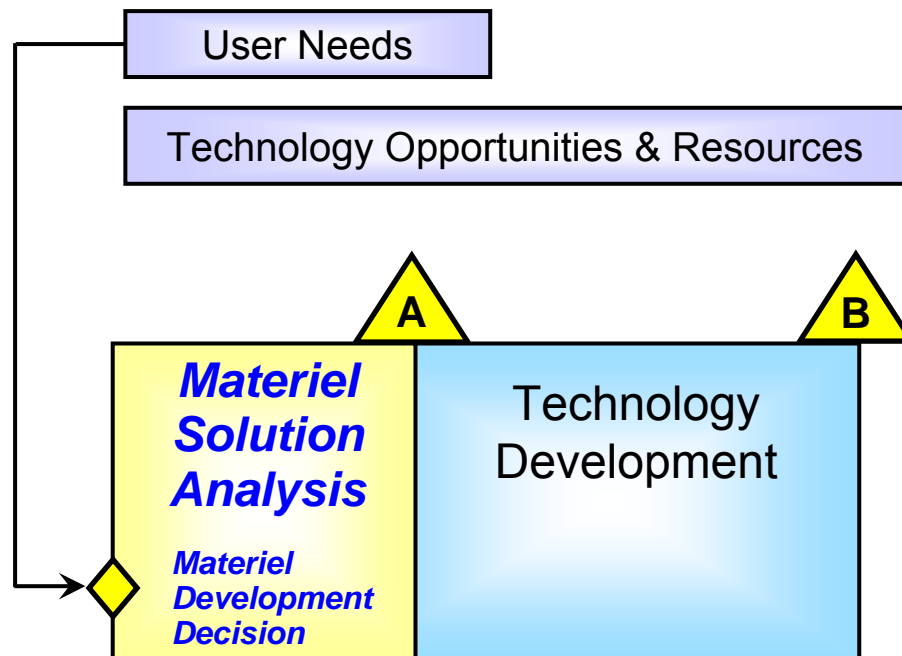 User Needs
Technology Opportunities & Resources
A
B
Materiel
Solution
Analysis
Technology
Development
Materiel
Development
Decision